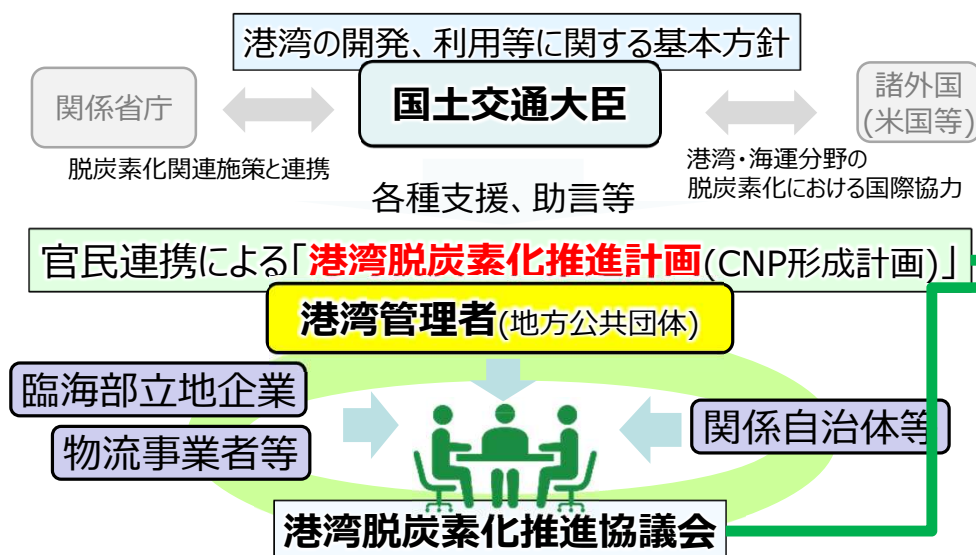 港湾の開発、利用等に関する基本方針
関係省庁
国土交通大臣
諸外国
(米国等)
脱炭素化関連施策と連携
港湾・海運分野の
脱炭素化における国際協力
各種支援、助言等
官民連携による「港湾脱炭素化推進計画(CNP形成計画)」
港湾管理者(地方公共団体)
臨海部立地企業
物流事業者等
関係自治体等
港湾脱炭素化推進協議会